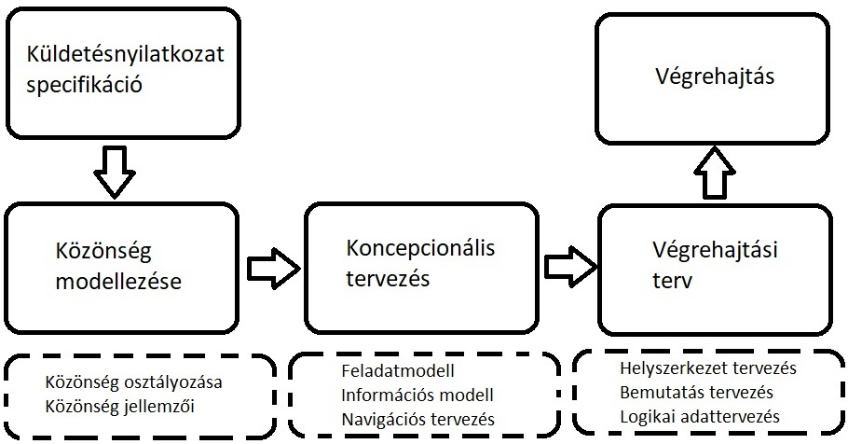 Küldetésnyilatkozat
specifikáció
Végrehajtás
Közönség
modellezése
Koncepcionális
tervezés
Végrehajtási
terv
Közönség osztályozása
Közönség jellemzői
Feladatmodell
Információs modell
Navigációs tervezés
Helyszerkezet tervezés
Bemutatás tervezés
Logikai adattervezés